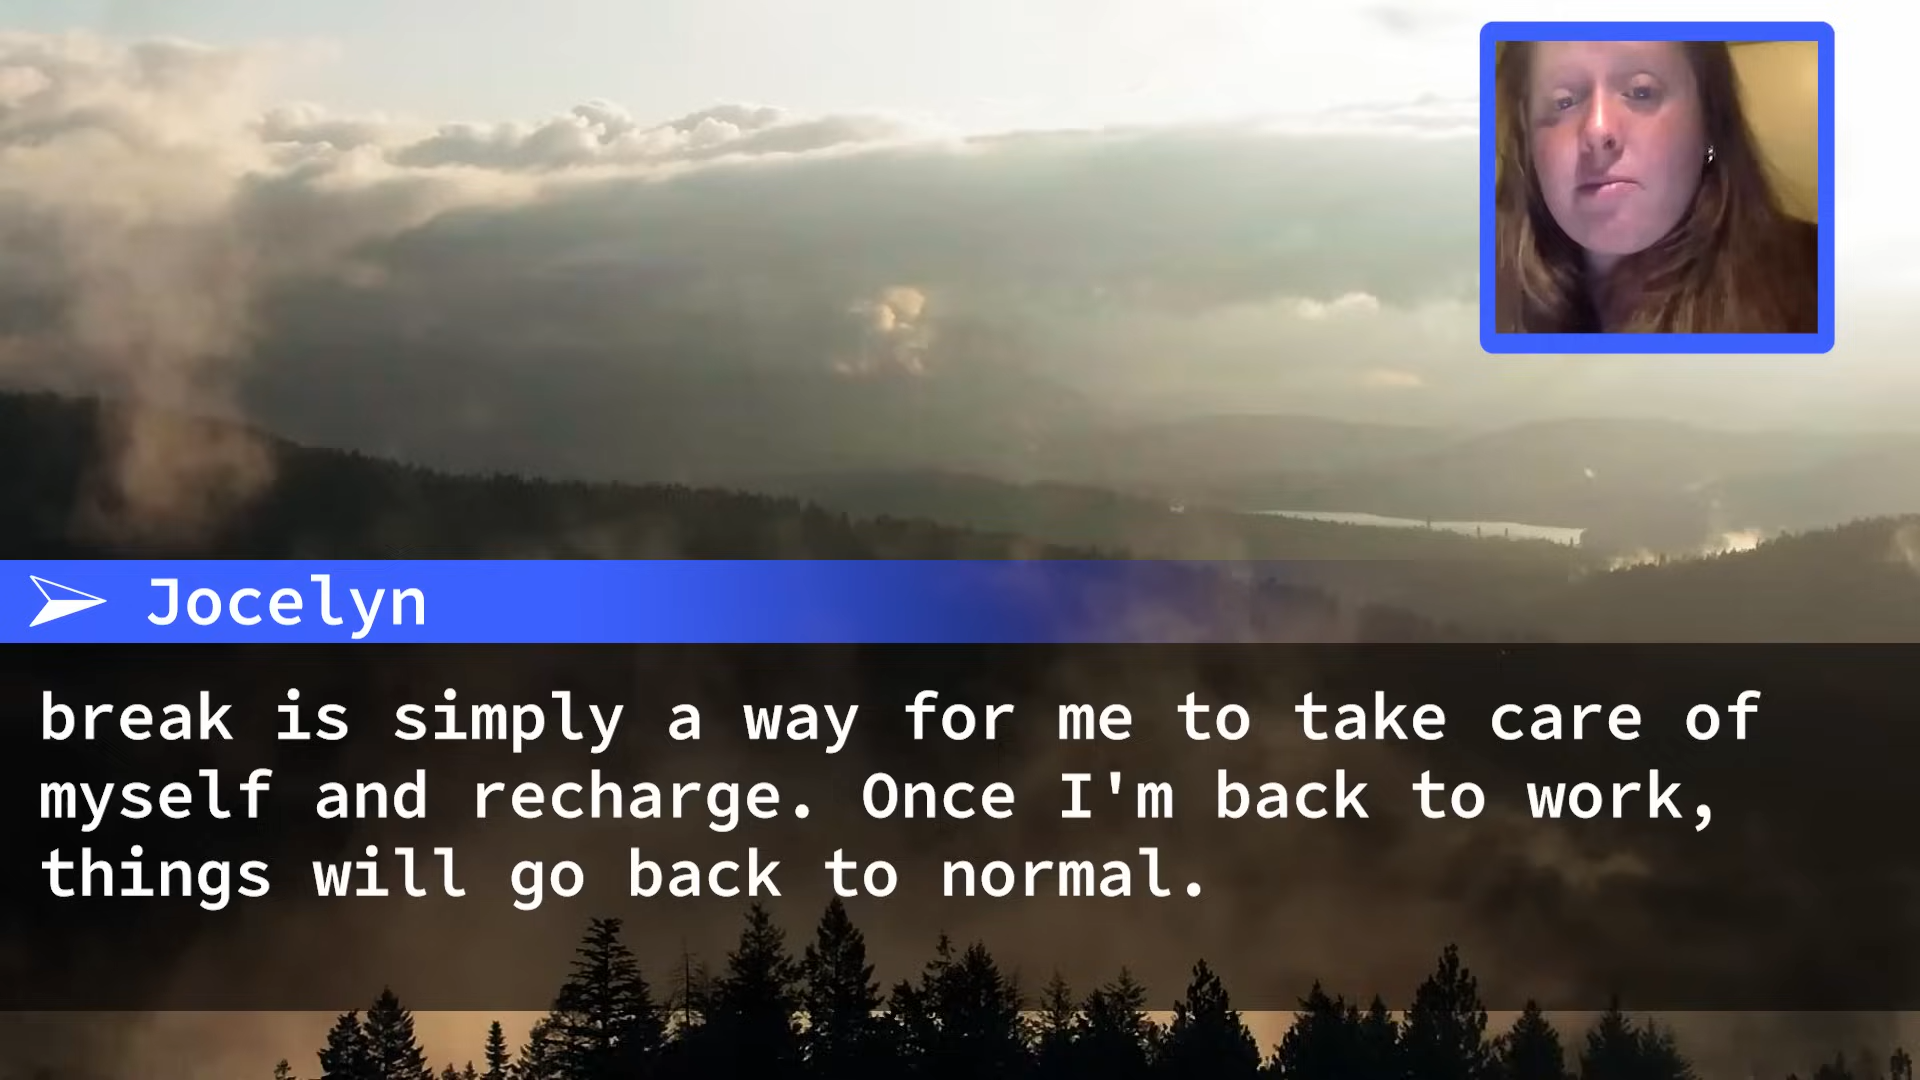 Jocelyn
break is simply a way for me to take care of
myself and recharge. Once I'm back to work,
things will go back to normal.